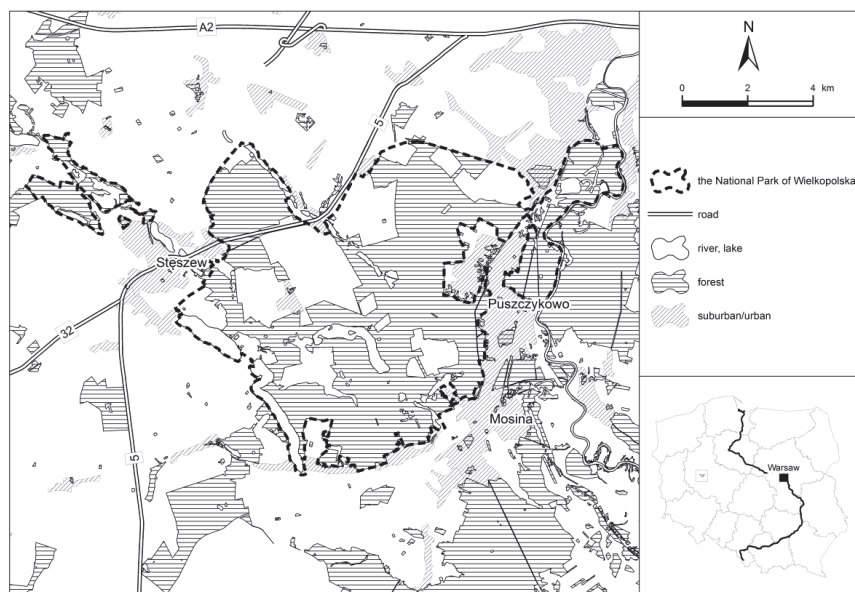 A2
5
Stęszew
Puszczykowo
32
Mosina
5
N
0 2 4 km
the National Park of Wielkopolska
road
river, lake
forest
suburban/urban
Warsaw